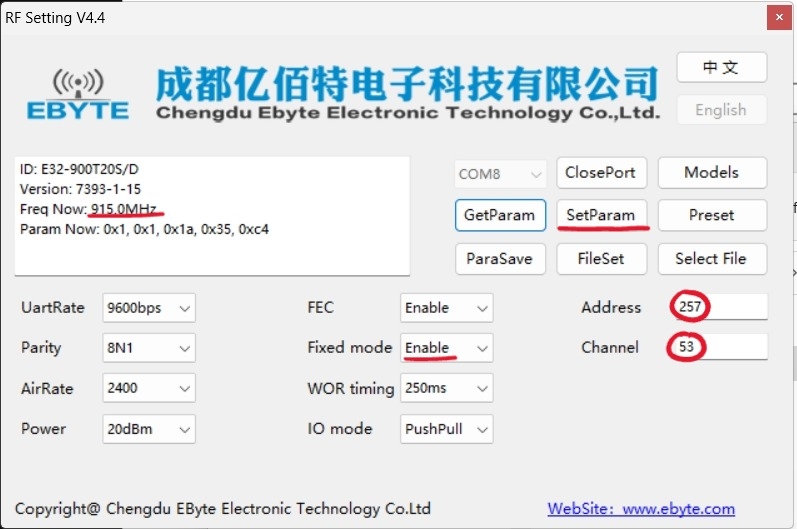 RF Setting V4.4
EBYTE
成都亿佰特电子科技有限公司
Chengdu Ebyte Electronic Technology Co.,Ltd.
中 文
English
ID: E32-900T20S/D
Version: 7393-1-15
Freq Now: 915.0MHz
Param Now: 0x1, 0x1, 0x1a, 0x35, 0xc4
COM8 ClosePort Models
GetParam SetParam Preset
ParaSave FileSet Select File
UartRate 9600bps FEC Enable Address 257
Parity 8N1 Fixed mode Enable Channel 53
AirRate 2400 WOR timing 250ms
Power 20dBm IO mode PushPull
Copyright@ Chengdu EByte Electronic Technology Co.Ltd WebSite：www.ebyte.com